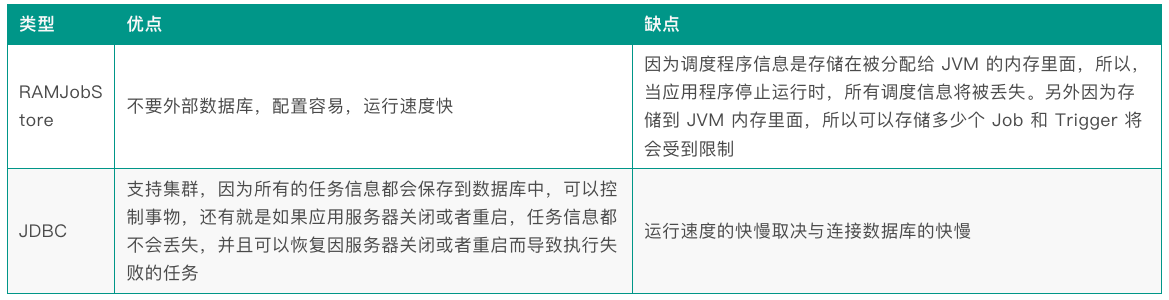 类型
优点
缺点
RAMJobS
tore
不要外部数据库，配置容易，运行速度快
因为调度程序信息是存储在被分配给 JVM 的内存里面，所以，
当应用程序停止运行时，所有调度信息将被丢失。另外因为存
储到 JVM 内存里面，所以可以存储多少个 Job 和 Trigger 将
会受到限制
JDBC
支持集群，因为所有的任务信息都会保存到数据库中，可以控
制事物，还有就是如果应用服务器关闭或者重启，任务信息都
不会丢失，并且可以恢复因服务器关闭或者重启而导致执行失
败的任务
运行速度的快慢取决与连接数据库的快慢